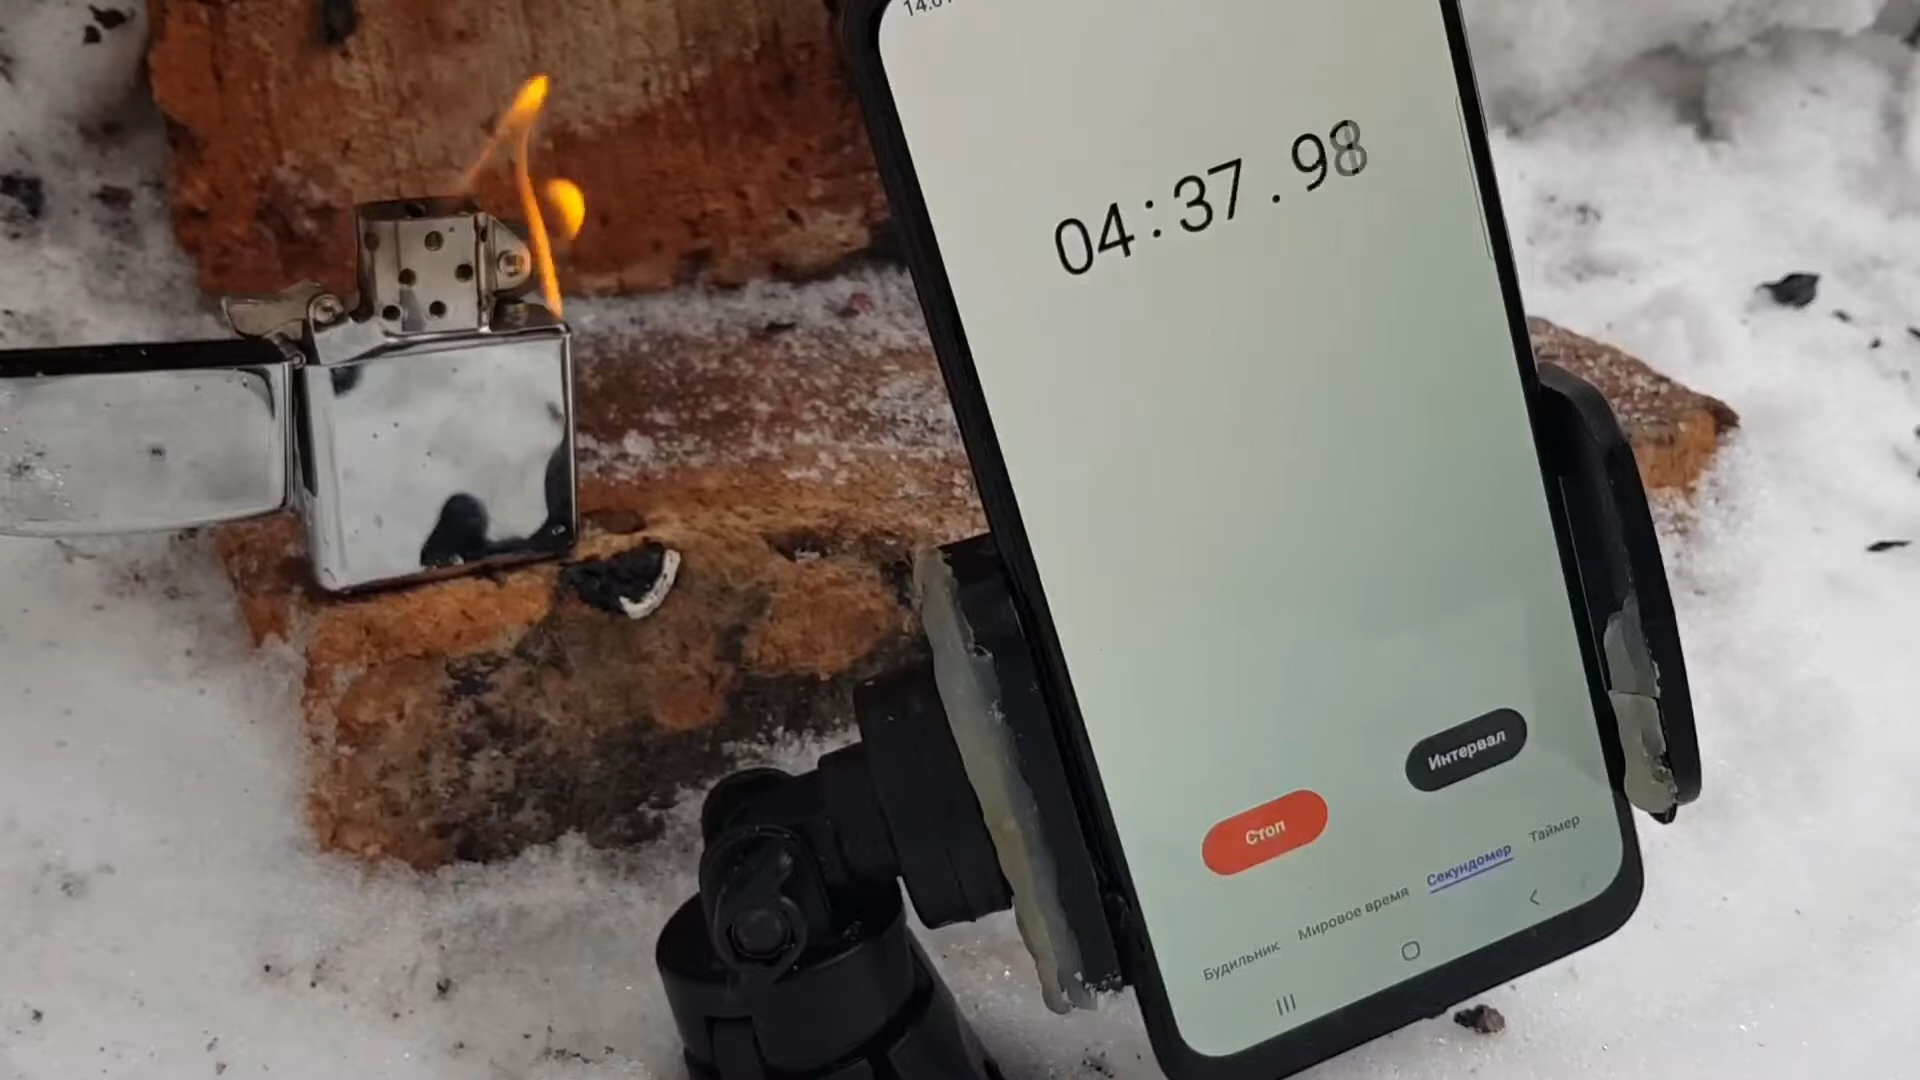 04:37.98
Стоп
Интервал
Будильник Мировое время Секундомер Таймер